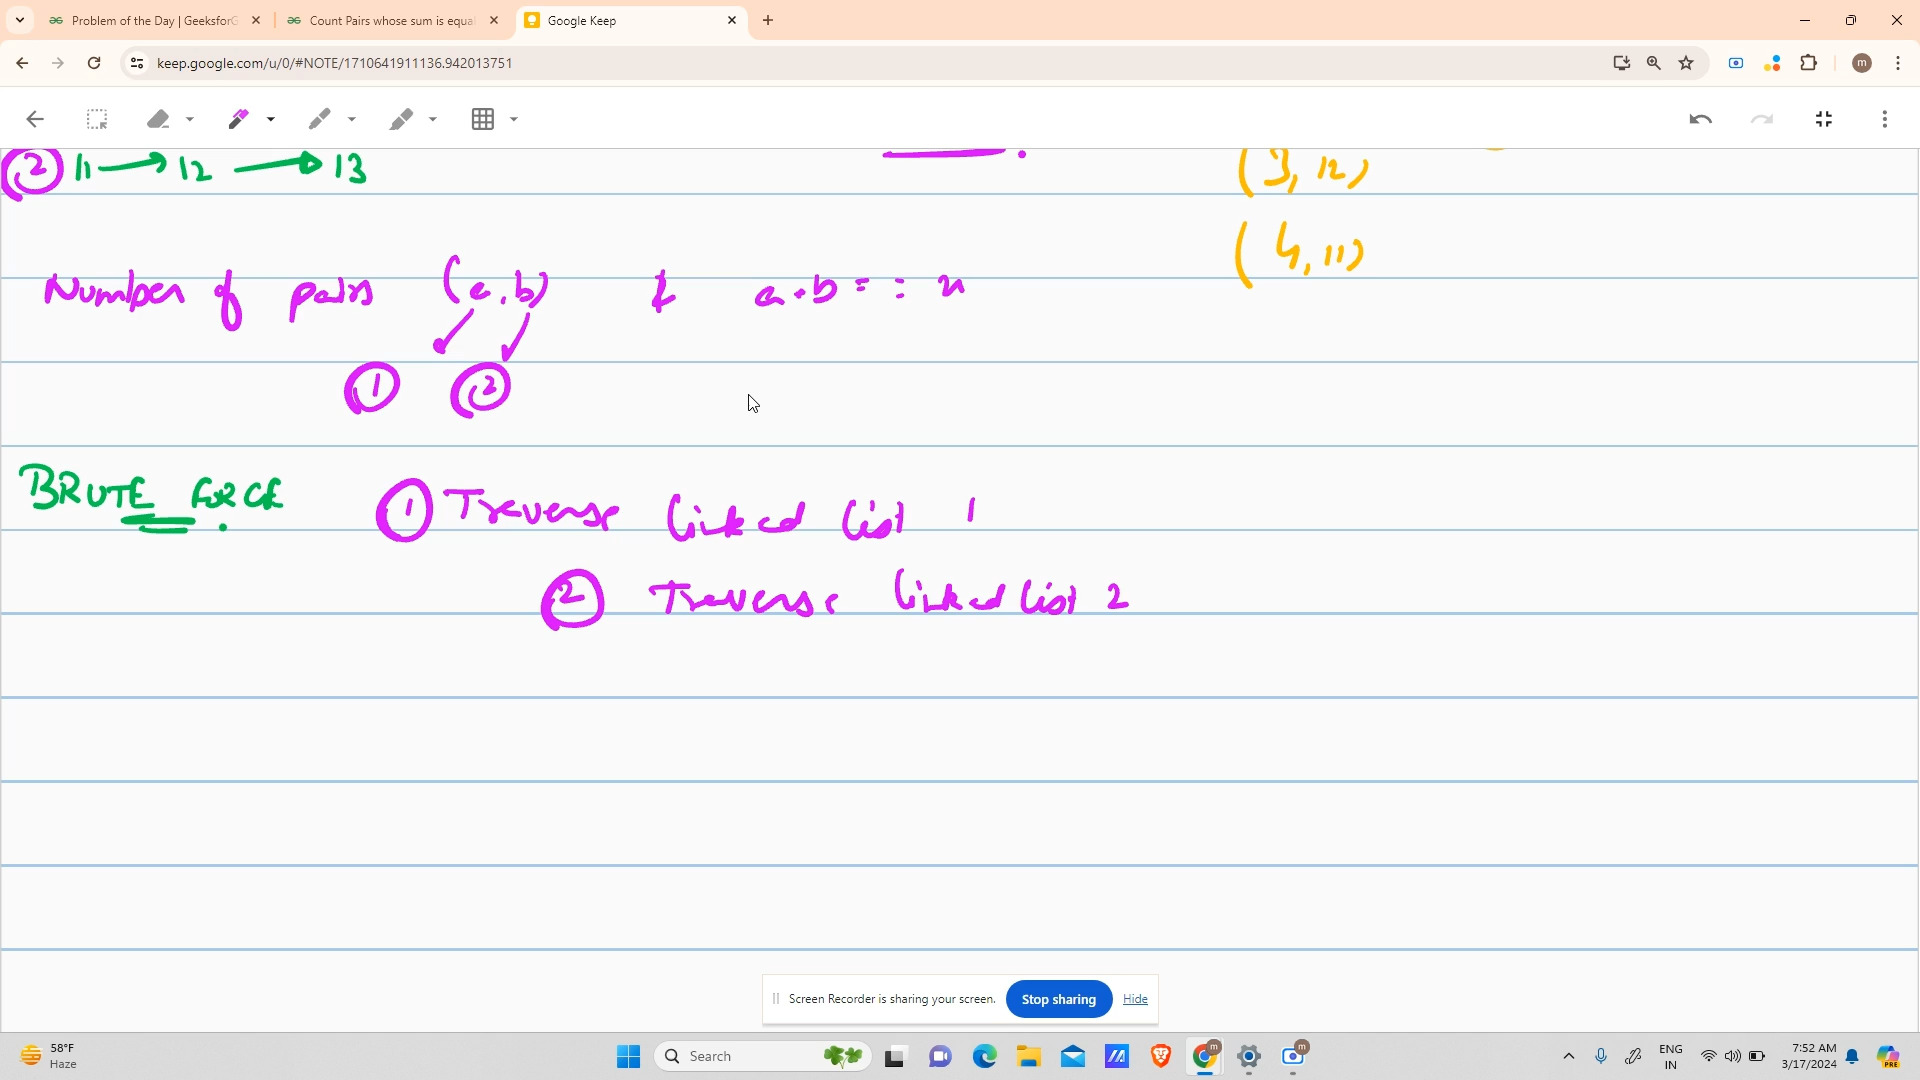 Problem of the Day | GeeksforG
Count Pairs whose sum is equa
Google Keep
keep.google.com/u/0/#NOTE/1710641911136.942013751
m
2 11 → 12 → 13
(3, 12)
(4, 11)
Number of pairs (a, b) & a+b == x
1 2
BRUTE FORCE
1 Traverse linked list 1
2 Traverse linked list 2
Screen Recorder is sharing your screen. Stop sharing Hide
58°F
Haze
Search
m
m
ENG
IN
7:52 AM
3/17/2024
PRE